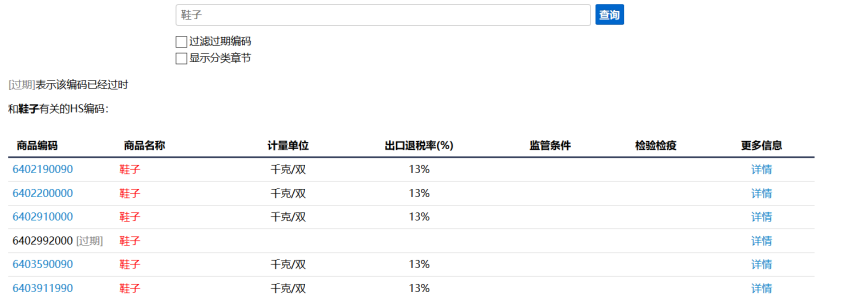 鞋子 查询
过滤过期编码
显示分类章节
[过期]表示该编码已经过时
和鞋子有关的HS编码：
商品编码 商品名称 计量单位 出口退税率(%) 监管条件 检验检疫 更多信息
6402190090 鞋子 千克/双 13% 详情
6402200000 鞋子 千克/双 13% 详情
6402910000 鞋子 千克/双 13% 详情
6402992000 [过期] 鞋子 详情
6403590090 鞋子 千克/双 13% 详情
6403911990 鞋子 千克/双 13% 详情